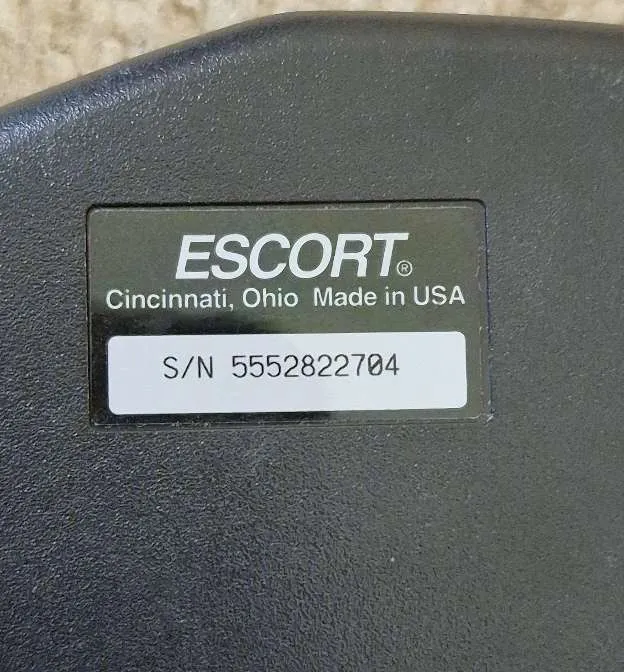 ESCORT®
Cincinnati, Ohio Made in USA
S/N 5552822704